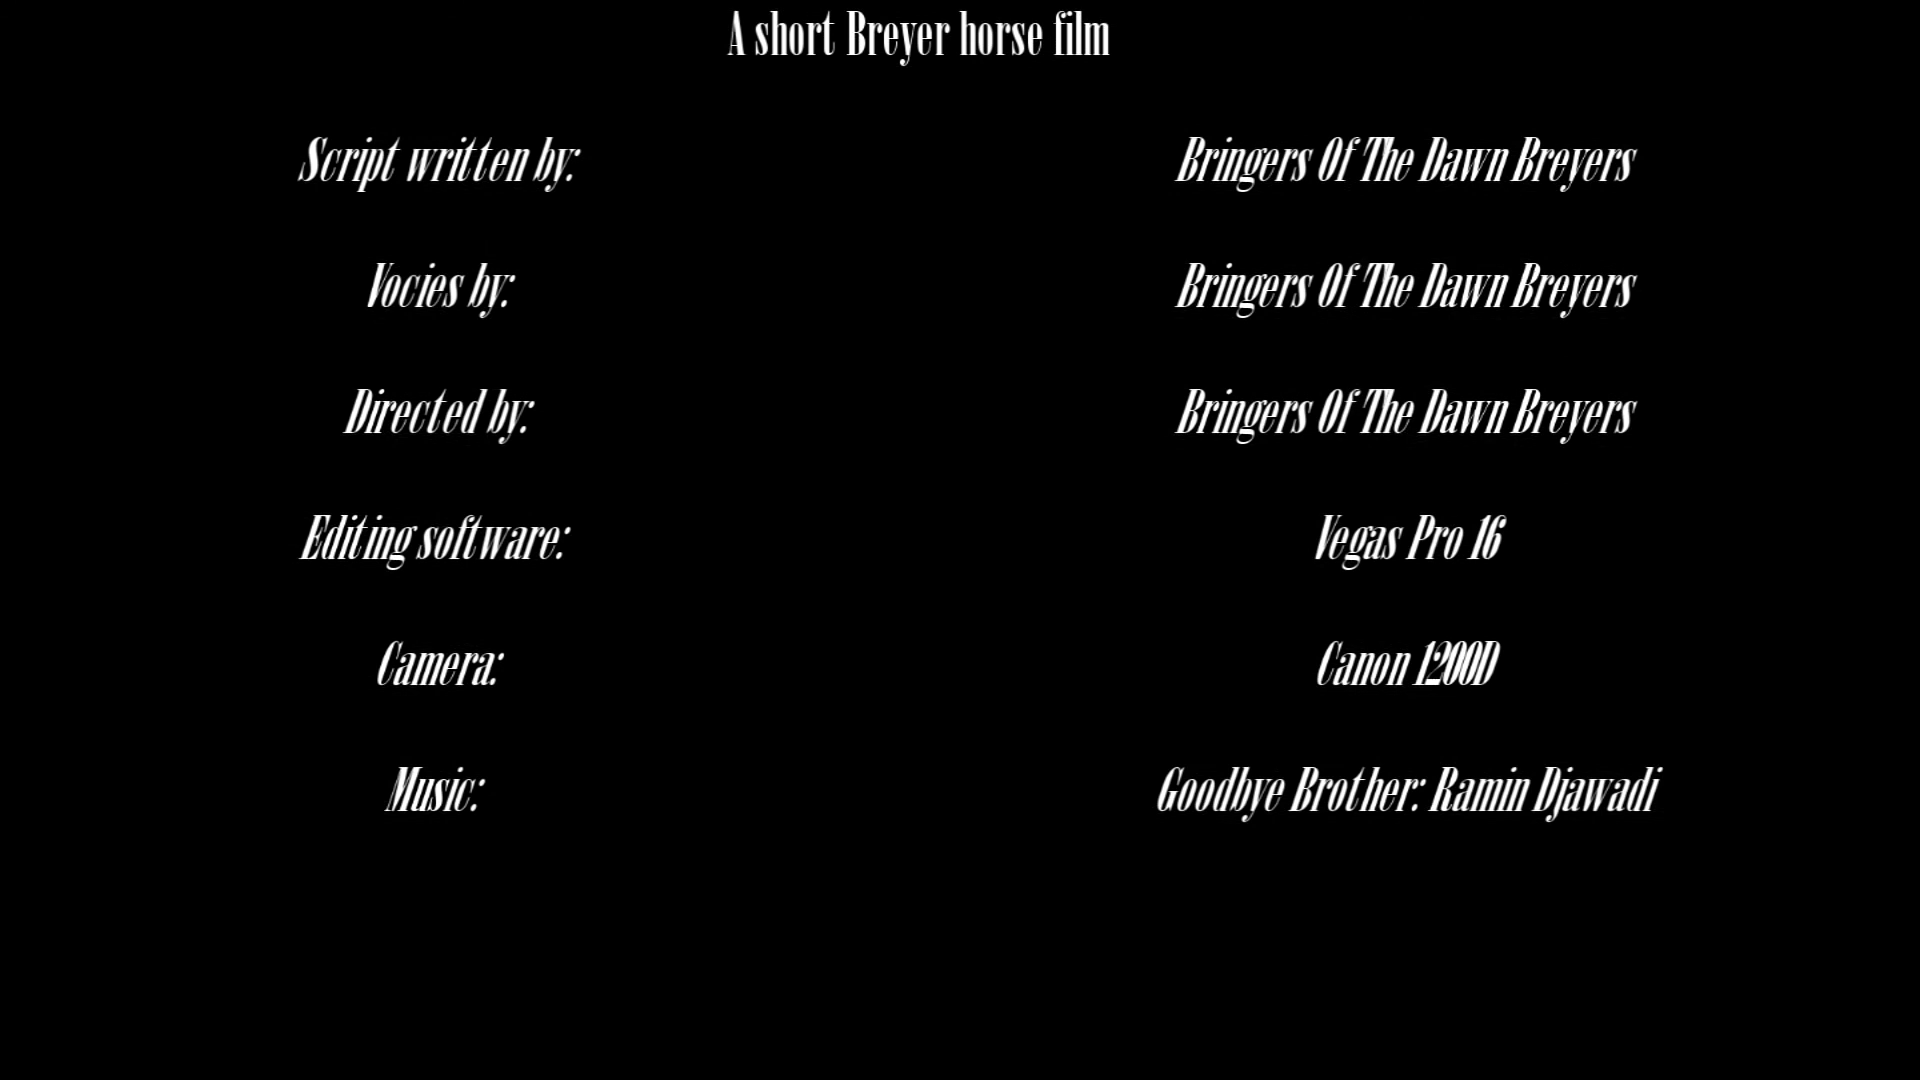 A short Breyer horse film
Script written by: Bringers Of The Dawn Breyers
Vocies by: Bringers Of The Dawn Breyers
Directed by: Bringers Of The Dawn Breyers
Editing software: Vegas Pro 16
Camera: Canon 1200D
Music: Goodbye Brother: Ramin Djawadi